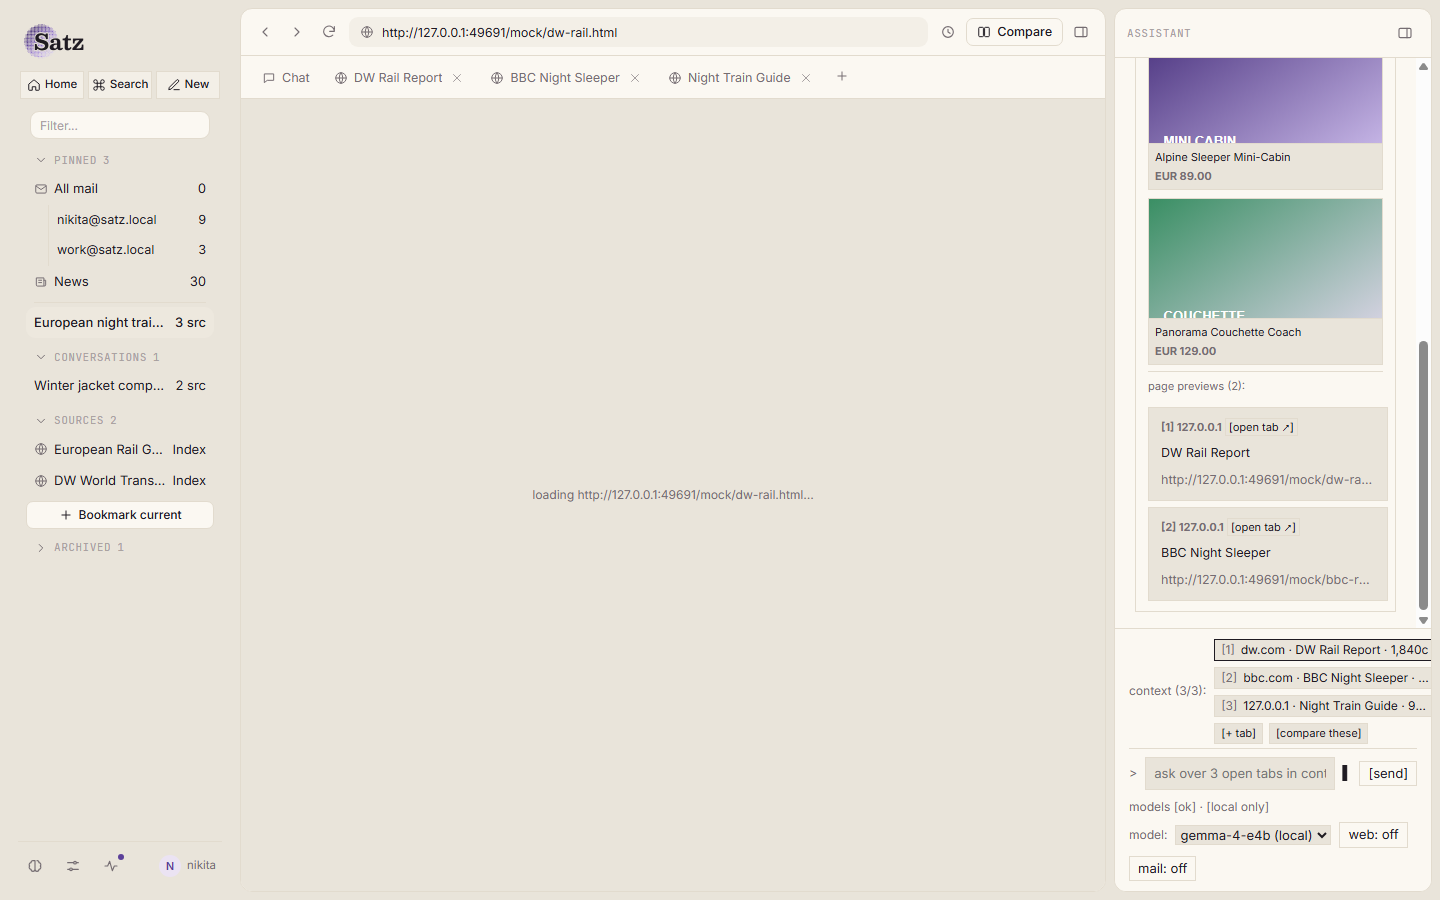 Satz
Home
Search
New
Filter...
PINNED 3
All mail 0
nikita@satz.local 9
work@satz.local 3
News 30
European night trai... 3 src
CONVERSATIONS 1
Winter jacket comp... 2 src
SOURCES 2
European Rail G... Index
DW World Trans... Index
Bookmark current
ARCHIVED 1
N nikita
http://127.0.0.1:49691/mock/dw-rail.html
Compare
Chat
DW Rail Report
BBC Night Sleeper
Night Train Guide
loading http://127.0.0.1:49691/mock/dw-rail.html...
ASSISTANT
MINI CABIN
Alpine Sleeper Mini-Cabin
EUR 89.00
COUCHETTE
Panorama Couchette Coach
EUR 129.00
page previews (2):
[1] 127.0.0.1 [open tab ↗]
DW Rail Report
http://127.0.0.1:49691/mock/dw-ra...
[2] 127.0.0.1 [open tab ↗]
BBC Night Sleeper
http://127.0.0.1:49691/mock/bbc-r...
context (3/3):
[1] dw.com · DW Rail Report · 1,840c
[2] bbc.com · BBC Night Sleeper · ...
[3] 127.0.0.1 · Night Train Guide · 9...
[+ tab] [compare these]
> ask over 3 open tabs in cont [send]
models [ok] · [local only]
model: gemma-4-e4b (local) web: off
mail: off